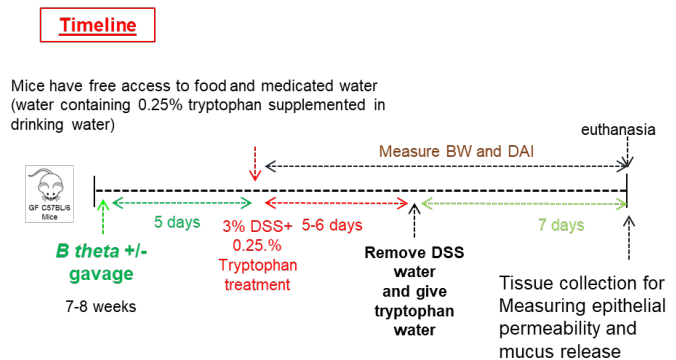 Timeline
Mice have free access to food and medicated water
(water containing 0.25% tryptophan supplemented in
drinking water)
euthanasia
Measure BW and DAI
GF C57BL/6
Mice
5 days
3% DSS+
0.25.%
Tryptophan
treatment
5-6 days
7 days
B theta +/-
gavage
7-8 weeks
Remove DSS
water
and give
tryptophan
water
Tissue collection for
Measuring epithelial
permeability and
mucus release